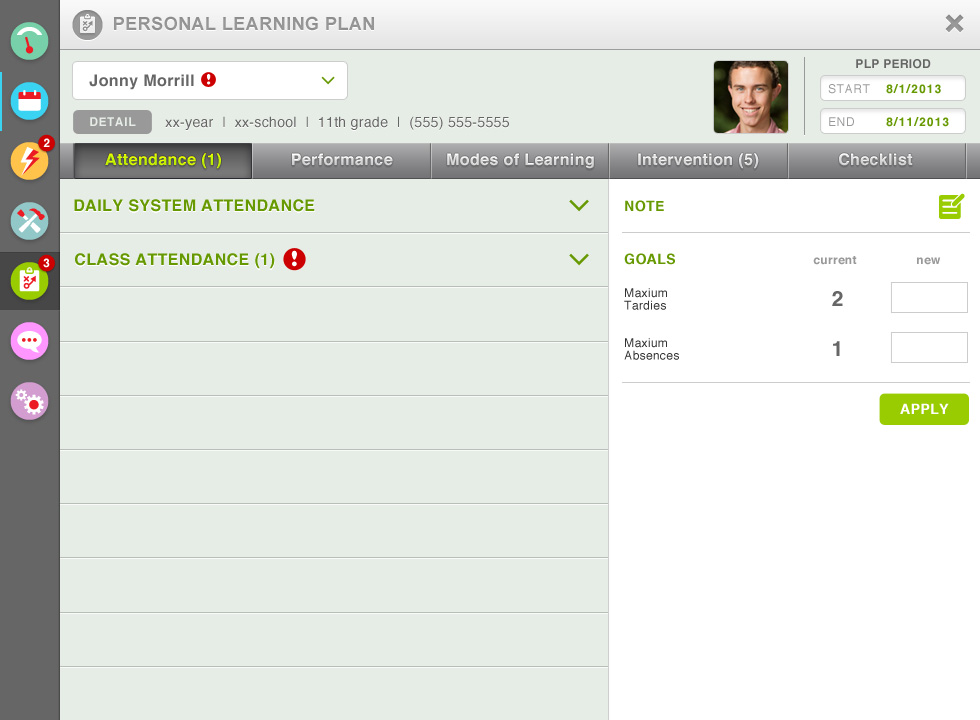 PERSONAL LEARNING PLAN
Jonny Morrill
PLP PERIOD
START 8/1/2013
DETAIL xx-year | xx-school | 11th grade | (555) 555-5555
END 8/11/2013
2
Attendance (1) Performance Modes of Learning Intervention (5) Checklist
DAILY SYSTEM ATTENDANCE
NOTE
CLASS ATTENDANCE (1)
GOALS current new
3
Maxium
Tardies
2
Maxium
Absences
1
APPLY